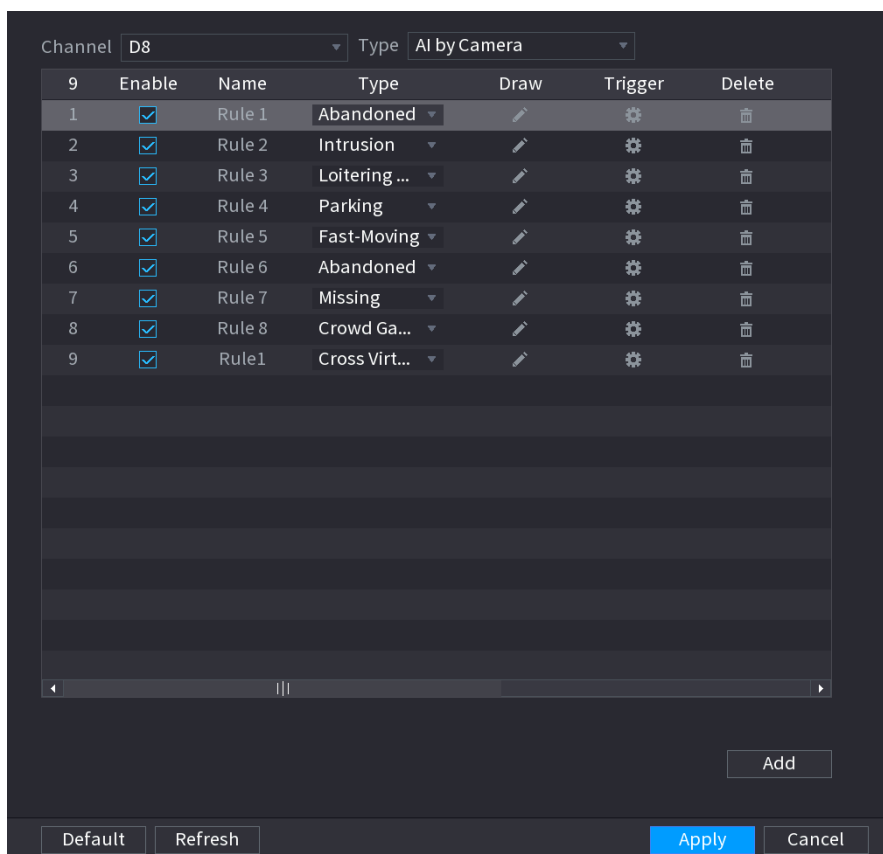 Channel D8 Type AI by Camera
9 Enable Name Type Draw Trigger Delete
1 Rule 1 Abandoned
2 Rule 2 Intrusion
3 Rule 3 Loitering ...
4 Rule 4 Parking
5 Rule 5 Fast-Moving
6 Rule 6 Abandoned
7 Rule 7 Missing
8 Rule 8 Crowd Ga...
9 Rule1 Cross Virt...
Add
Default Refresh Apply Cancel